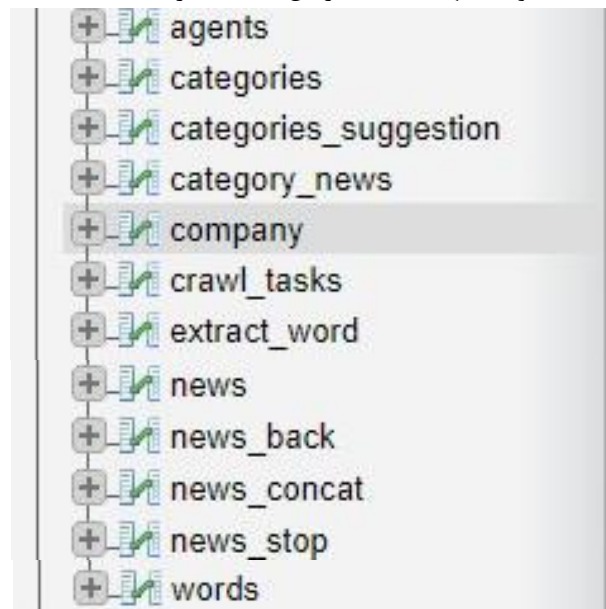 agents
categories
categories_suggestion
category_news
company
crawl_tasks
extract_word
news
news_back
news_concat
news_stop
words